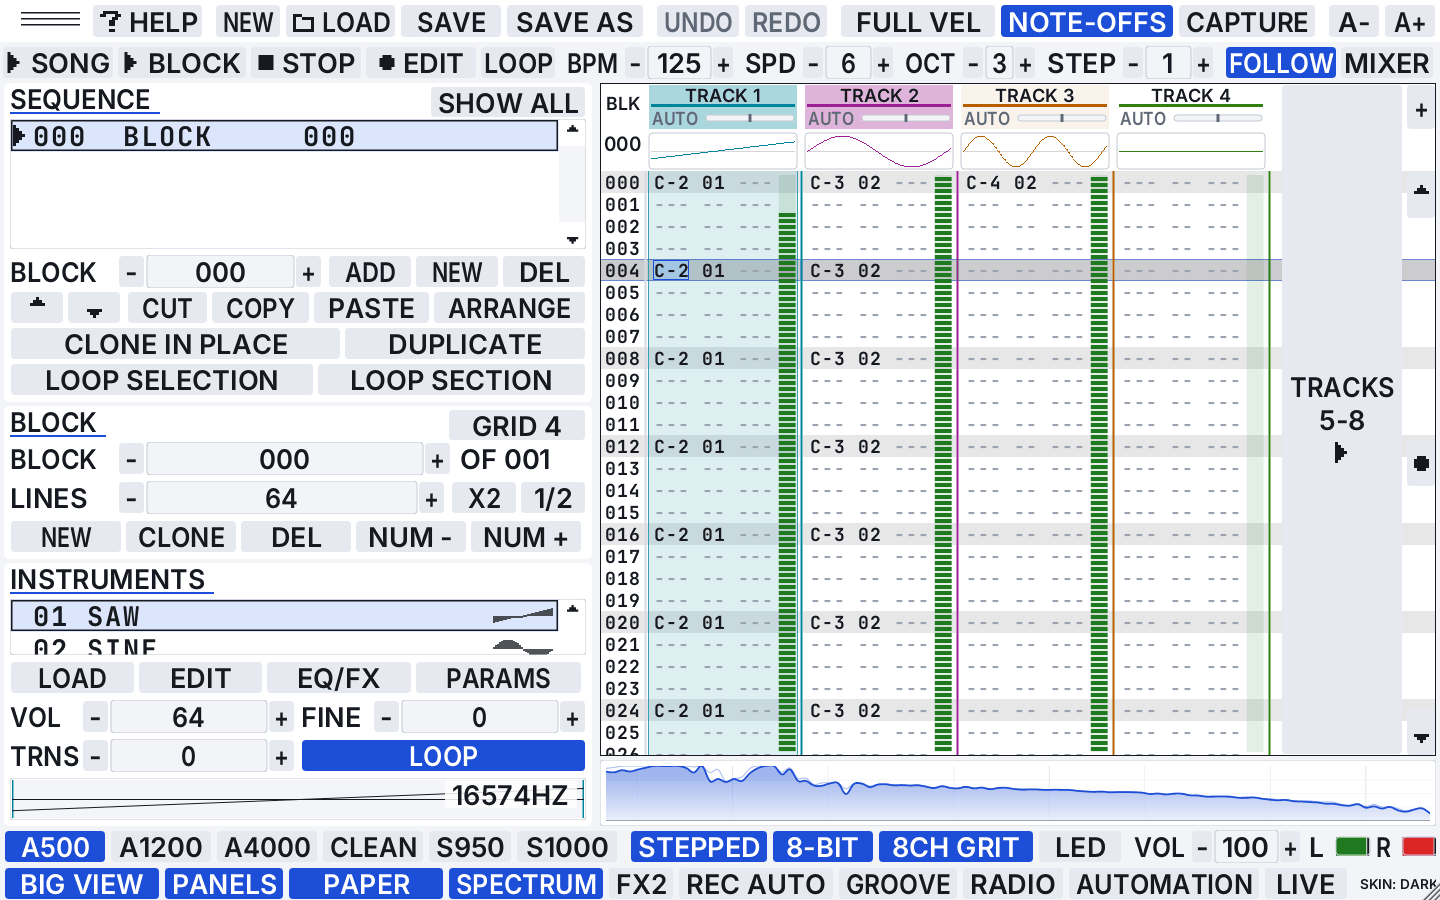 HELP NEW LOAD SAVE SAVE AS UNDO REDO FULL VEL NOTE-OFFS CAPTURE A- A+
SONG BLOCK STOP EDIT LOOP BPM - 125 + SPD - 6 + OCT - 3 + STEP - 1 + FOLLOW MIXER
SEQUENCE SHOW ALL
000 BLOCK 000
BLOCK - 000 + ADD NEW DEL
CUT COPY PASTE ARRANGE
CLONE IN PLACE DUPLICATE
LOOP SELECTION LOOP SECTION
BLOCK GRID 4
BLOCK - 000 + OF 001
LINES - 64 + X2 1/2
NEW CLONE DEL NUM - NUM +
INSTRUMENTS
01 SAW
02 SINE
LOAD EDIT EQ/FX PARAMS
VOL - 64 + FINE - 0 +
TRNS - 0 + LOOP
16574HZ
BLK TRACK 1 TRACK 2 TRACK 3 TRACK 4 +
AUTO AUTO AUTO
000
000 C-2 01 --- C-3 02 --- C-4 02 --- --- -- ---
001 --- -- --- --- -- --- --- -- --- --- -- ---
002 --- -- --- --- -- --- --- -- --- --- -- ---
003 --- -- --- --- -- --- --- -- --- --- -- ---
004 C-2 01 --- C-3 02 --- --- -- --- --- -- ---
005 --- -- --- --- -- --- --- -- --- --- -- ---
006 --- -- --- --- -- --- --- -- --- --- -- ---
007 --- -- --- --- -- --- --- -- --- --- -- ---
008 C-2 01 --- C-3 02 --- --- -- --- --- -- ---
009 --- -- --- --- -- --- --- -- --- --- -- ---
010 --- -- --- --- -- --- --- -- --- --- -- ---
011 --- -- --- --- -- --- --- -- --- --- -- ---
012 C-2 01 --- C-3 02 --- --- -- --- --- -- ---
013 --- -- --- --- -- --- --- -- --- --- -- ---
014 --- -- --- --- -- --- --- -- --- --- -- ---
015 --- -- --- --- -- --- --- -- --- --- -- ---
016 C-2 01 --- C-3 02 --- --- -- --- --- -- ---
017 --- -- --- --- -- --- --- -- --- --- -- ---
018 --- -- --- --- -- --- --- -- --- --- -- ---
019 --- -- --- --- -- --- --- -- --- --- -- ---
020 C-2 01 --- C-3 02 --- --- -- --- --- -- ---
021 --- -- --- --- -- --- --- -- --- --- -- ---
022 --- -- --- --- -- --- --- -- --- --- -- ---
023 --- -- --- --- -- --- --- -- --- --- -- ---
024 C-2 01 --- C-3 02 --- --- -- --- --- -- ---
025 --- -- --- --- -- --- --- -- --- --- -- ---
026
TRACKS
5-8
A500 A1200 A4000 CLEAN S950 S1000 STEPPED 8-BIT 8CH GRIT LED VOL - 100 + L R
BIG VIEW PANELS PAPER SPECTRUM FX2 REC AUTO GROOVE RADIO AUTOMATION LIVE SKIN: DARK